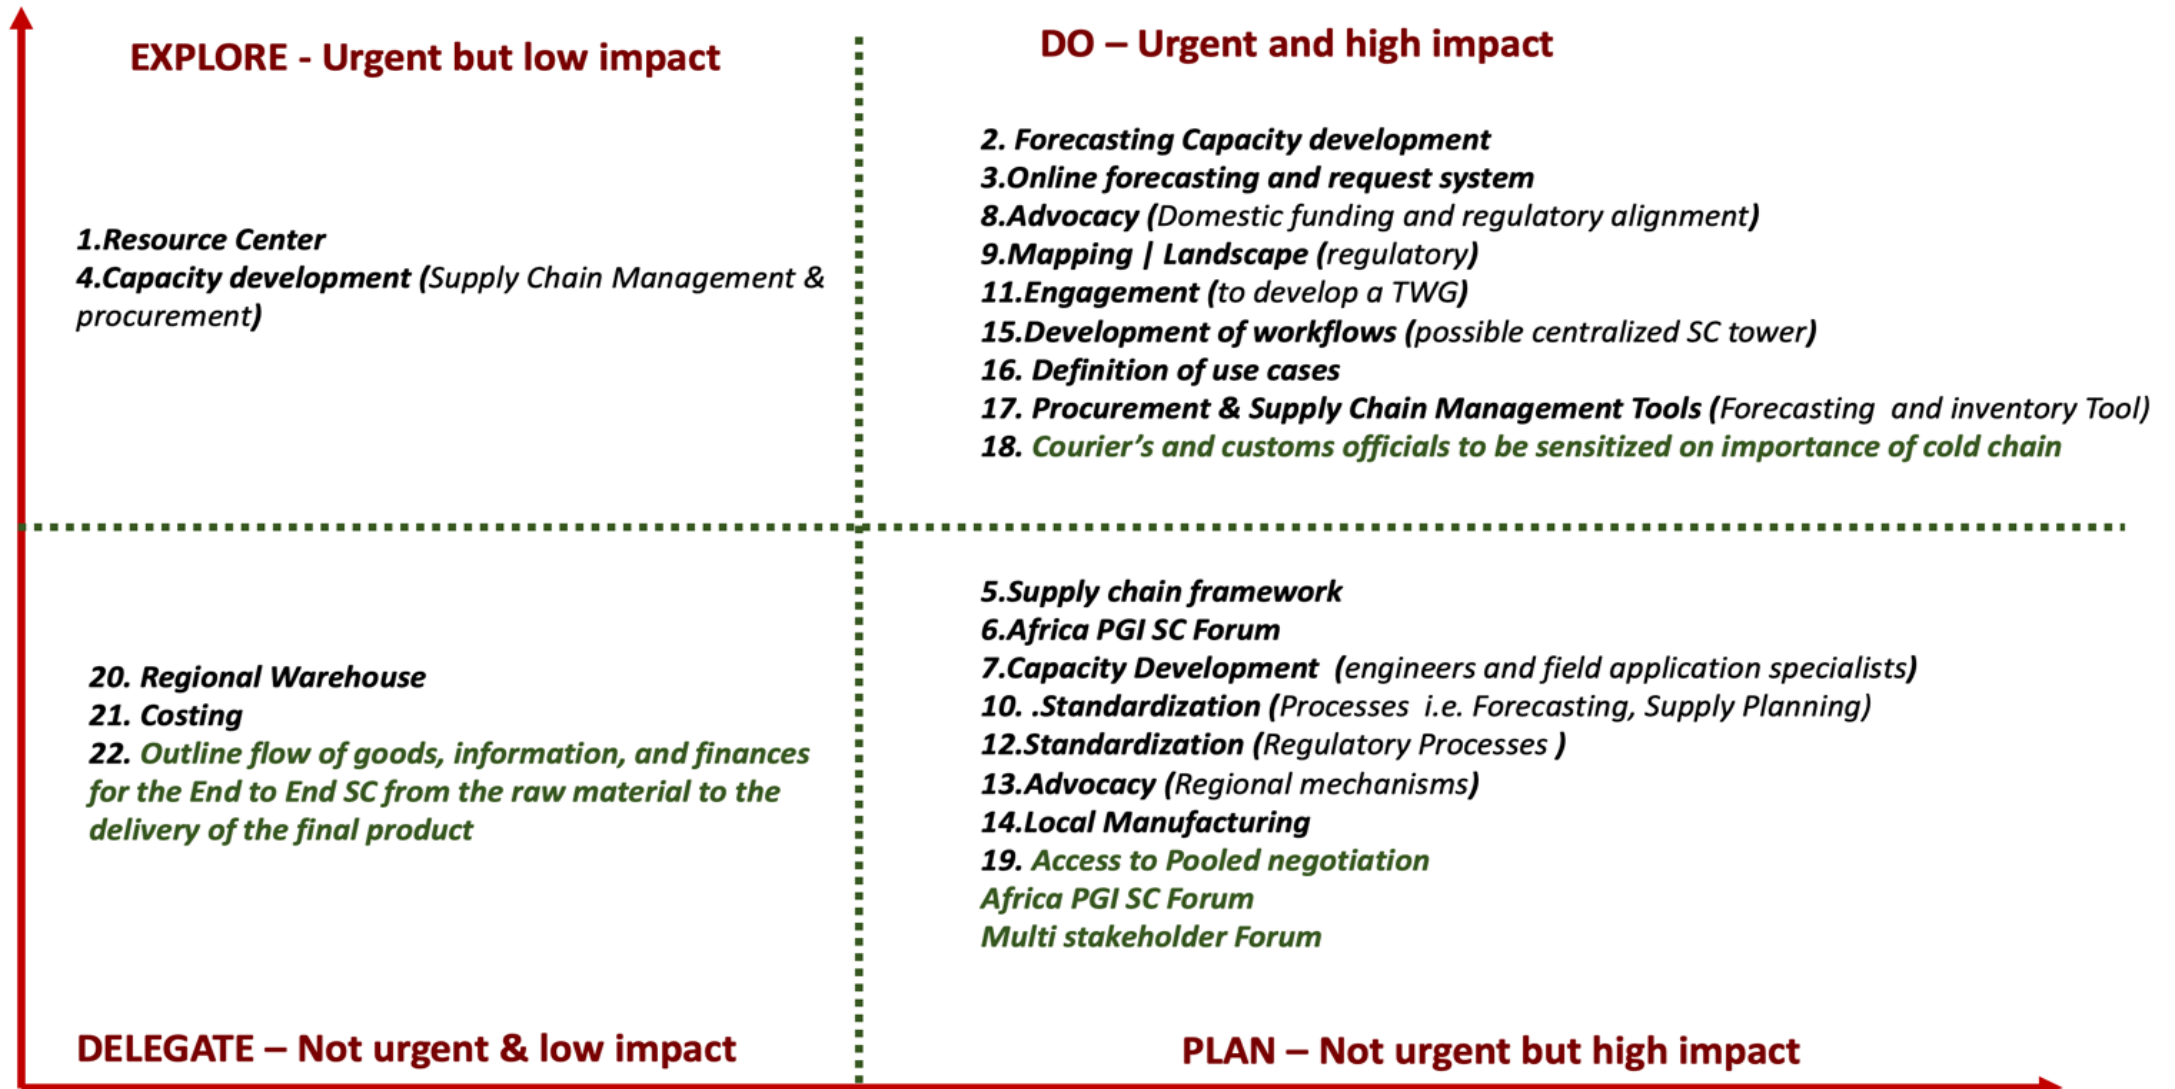 EXPLORE - Urgent but low impact
1.Resource Center
4.Capacity development (Supply Chain Management &
procurement)
DO – Urgent and high impact
2. Forecasting Capacity development
3.Online forecasting and request system
8.Advocacy (Domestic funding and regulatory alignment)
9.Mapping | Landscape (regulatory)
11.Engagement (to develop a TWG)
15.Development of workflows (possible centralized SC tower)
16. Definition of use cases
17. Procurement & Supply Chain Management Tools (Forecasting and inventory Tool)
18. Courier’s and customs officials to be sensitized on importance of cold chain
20. Regional Warehouse
21. Costing
22. Outline flow of goods, information, and finances
for the End to End SC from the raw material to the
delivery of the final product
DELEGATE – Not urgent & low impact
5.Supply chain framework
6.Africa PGI SC Forum
7.Capacity Development (engineers and field application specialists)
10. .Standardization (Processes i.e. Forecasting, Supply Planning)
12.Standardization (Regulatory Processes )
13.Advocacy (Regional mechanisms)
14.Local Manufacturing
19. Access to Pooled negotiation
Africa PGI SC Forum
Multi stakeholder Forum
PLAN – Not urgent but high impact